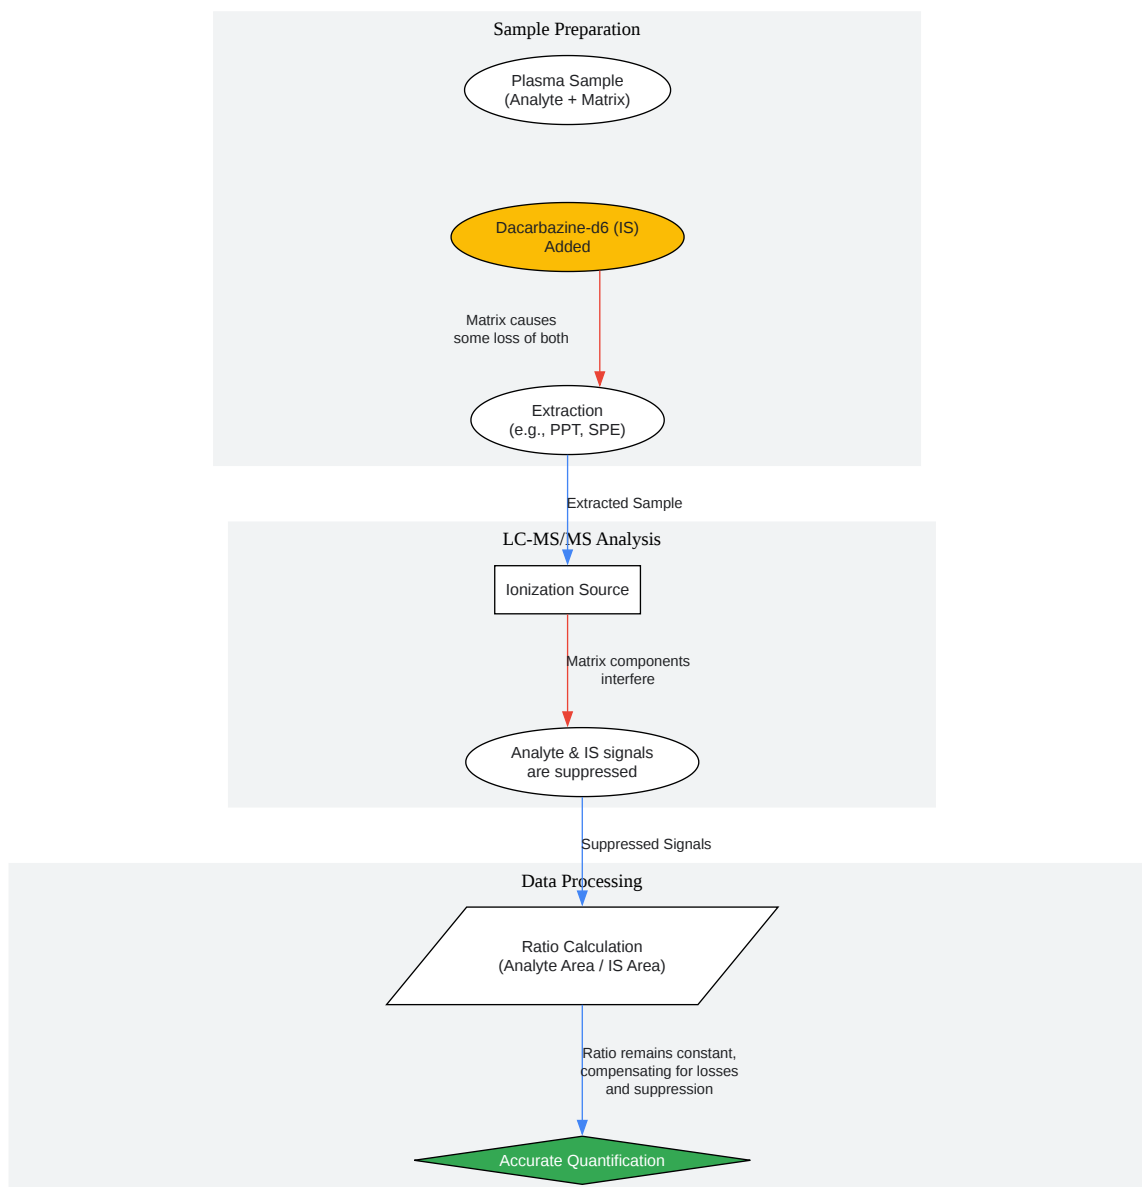 Sample Preparation
Plasma Sample
(Analyte + Matrix)
Dacarbazine-d6 (IS)
Added
Matrix causes
some loss of both
Extraction
(e.g., PPT, SPE)
Extracted Sample
LC-MS/MS Analysis
Ionization Source
Matrix components
interfere
Analyte & IS signals
are suppressed
Suppressed Signals
Data Processing
Ratio Calculation
(Analyte Area / IS Area)
Ratio remains constant,
compensating for losses
and suppression
Accurate Quantification